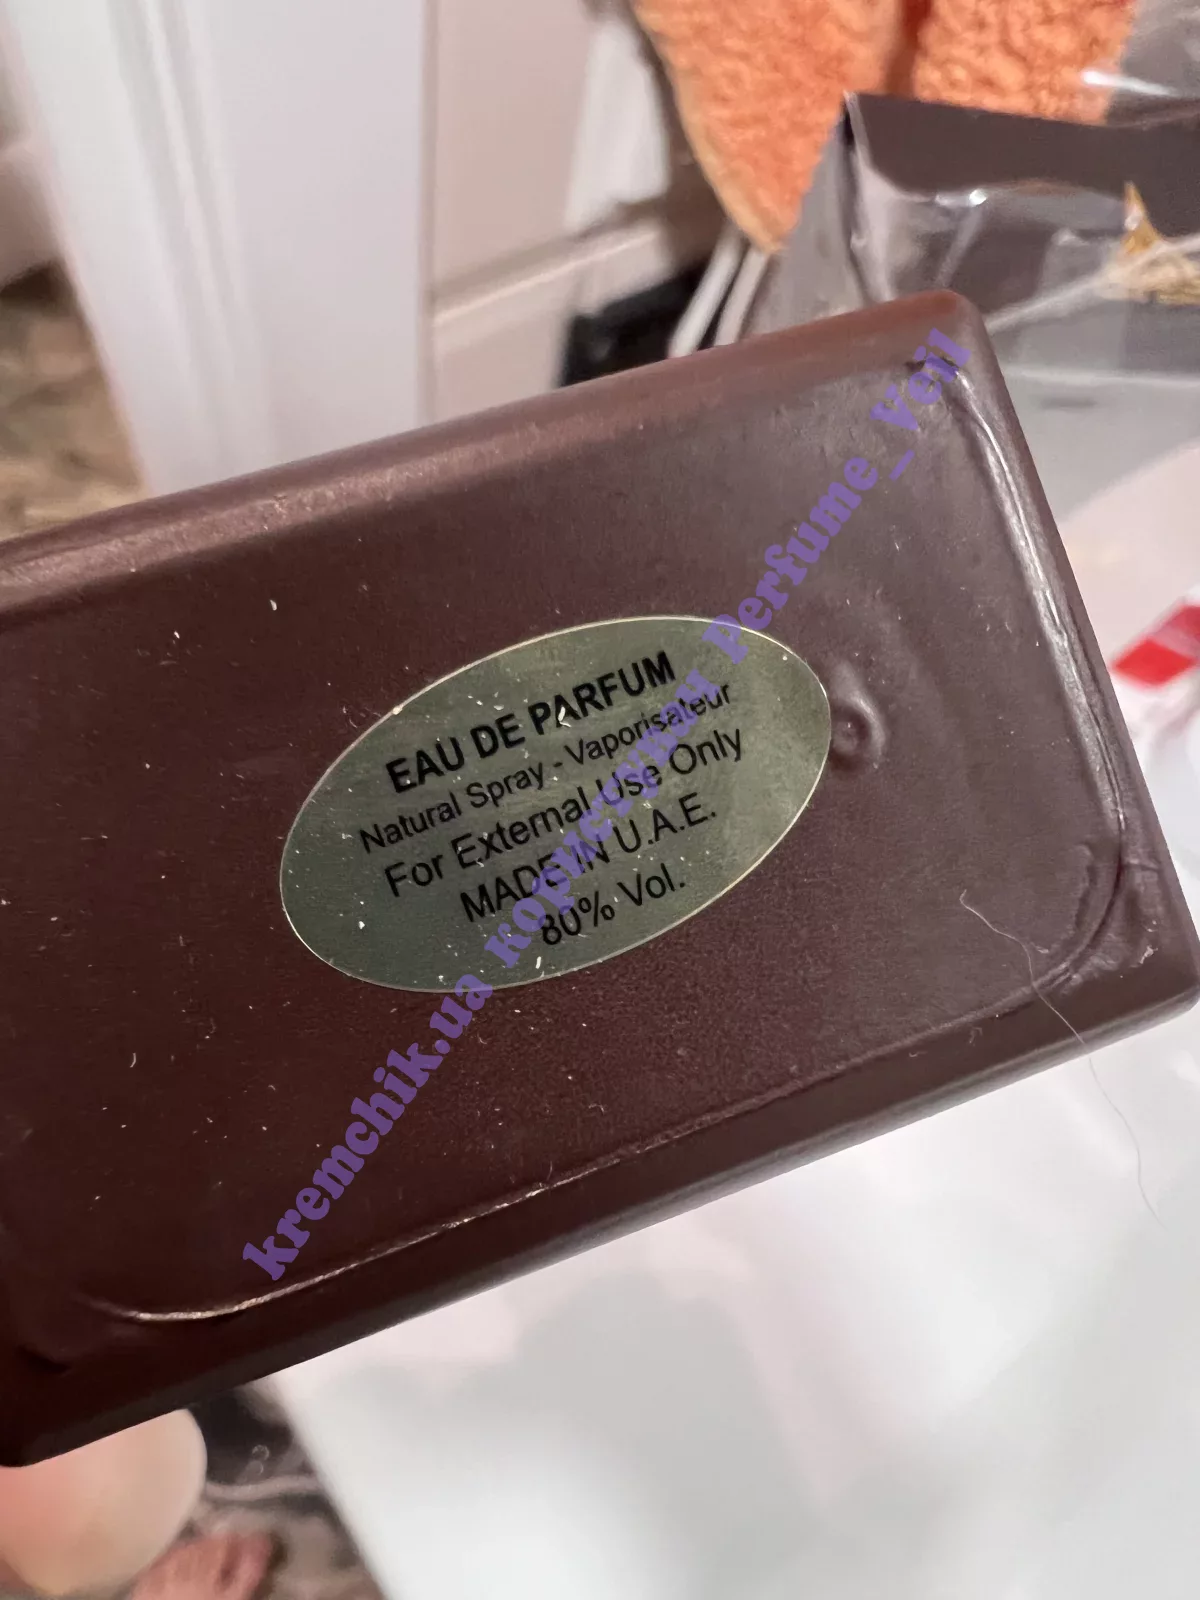 EAU DE PARFUM
Natural Spray - Vaporisateur
For External Use Only
MADE IN U.A.E.
80% Vol.
kremchik.ua користувач Perfume_Veil